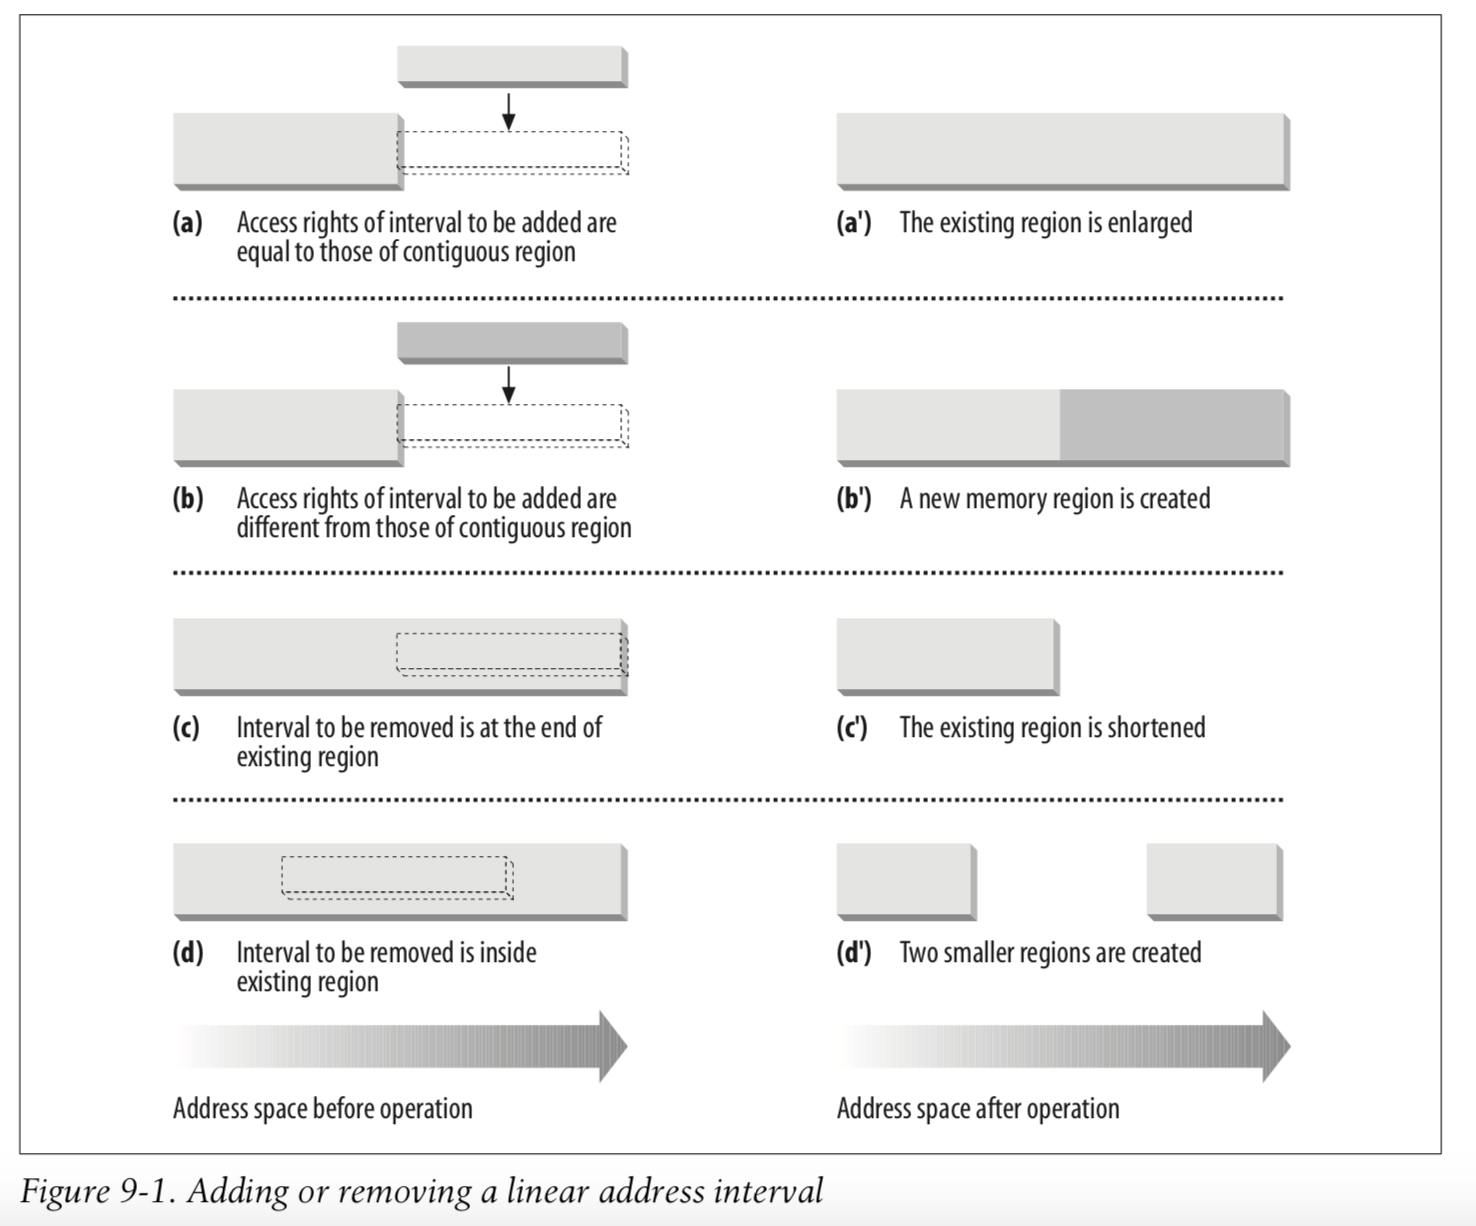 (a) Access rights of interval to be added are
equal to those of contiguous region
(a') The existing region is enlarged
(b) Access rights of interval to be added are
different from those of contiguous region
(b') A new memory region is created
(c) Interval to be removed is at the end of
existing region
(c') The existing region is shortened
(d) Interval to be removed is inside
existing region
(d') Two smaller regions are created
Address space before operation
Address space after operation
Figure 9-1. Adding or removing a linear address interval